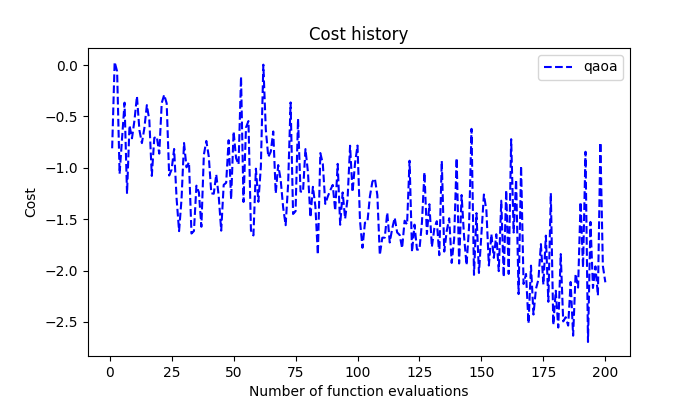 Cost history
qaoa
Cost
0.0
−0.5
−1.0
−1.5
−2.0
−2.5
0 25 50 75 100 125 150 175 200
Number of function evaluations